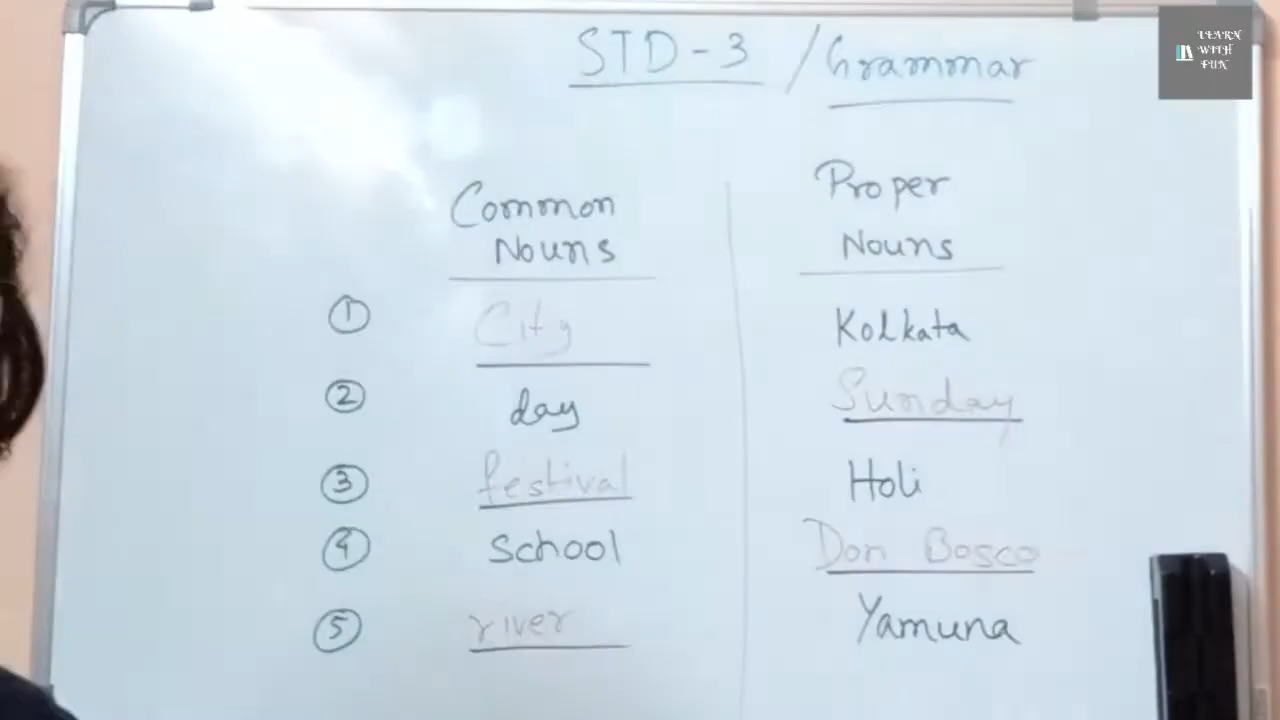 STD-3 / Grammar
LEARN
WITH
FUN
Common
Nouns
Proper
Nouns
① City Kolkata
② day Sunday
③ festival Holi
④ school Don Bosco
⑤ river Yamuna